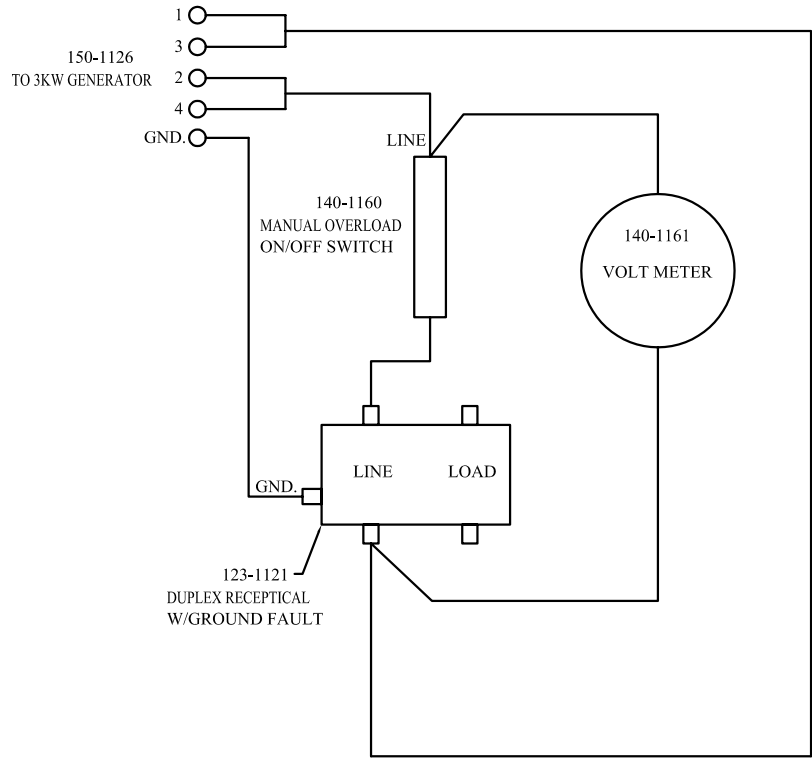 1
3
150-1126
TO 3KW GENERATOR
2
4
GND.
LINE
140-1160
MANUAL OVERLOAD
ON/OFF SWITCH
140-1161
VOLT METER
LINE
LOAD
GND.
123-1121
DUPLEX RECEPTICAL
W/GROUND FAULT